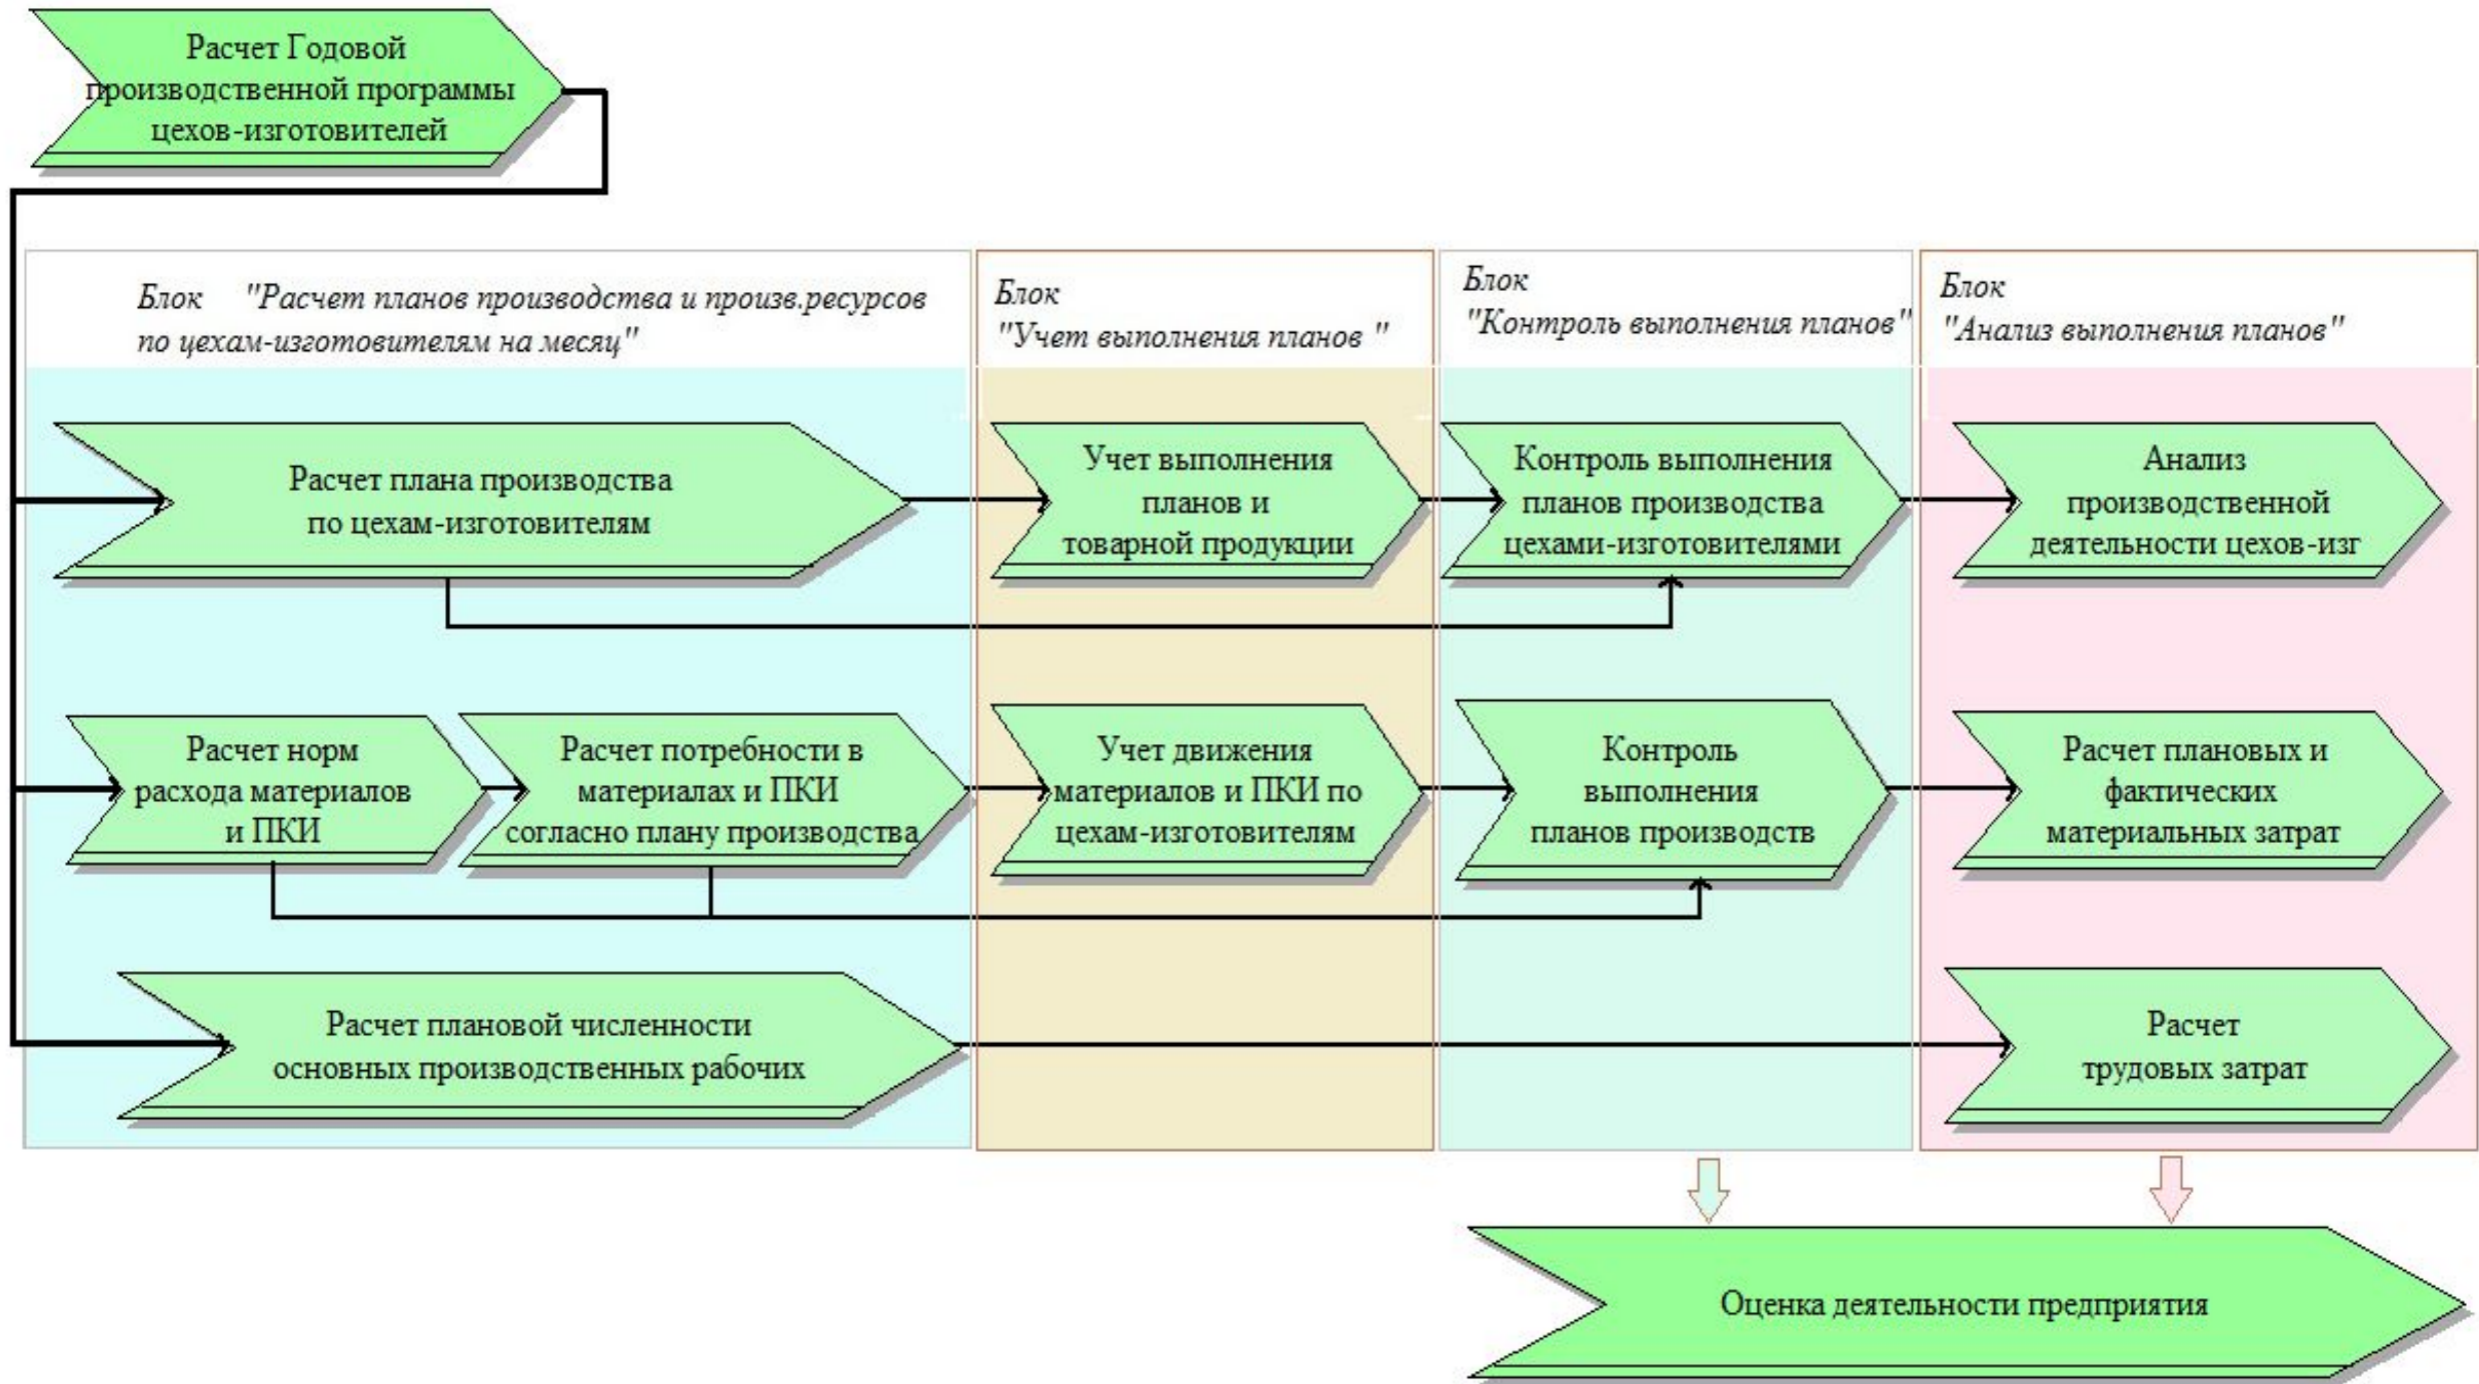 Расчет Годовой
производственной программы
цехов-изготовителей
Блок "Расчет планов производства и произв.ресурсов
по цехам-изготовителям на месяц"
Блок
"Учет выполнения планов "
Блок
"Контроль выполнения планов"
Блок
"Анализ выполнения планов"
Расчет плана производства
по цехам-изготовителям
Учет выполнения
планов и
товарной продукции
Контроль выполнения
планов производства
цехами-изготовителями
Анализ
производственной
деятельности цехов-изг
Расчет норм
расхода материалов
и ПКИ
Расчет потребности в
материалах и ПКИ
согласно плану производства
Учет движения
материалов и ПКИ по
цехам-изготовителям
Контроль
выполнения
планов производств
Расчет плановых и
фактических
материальных затрат
Расчет плановой численности
основных производственных рабочих
Расчет
трудовых затрат
Оценка деятельности предприятия